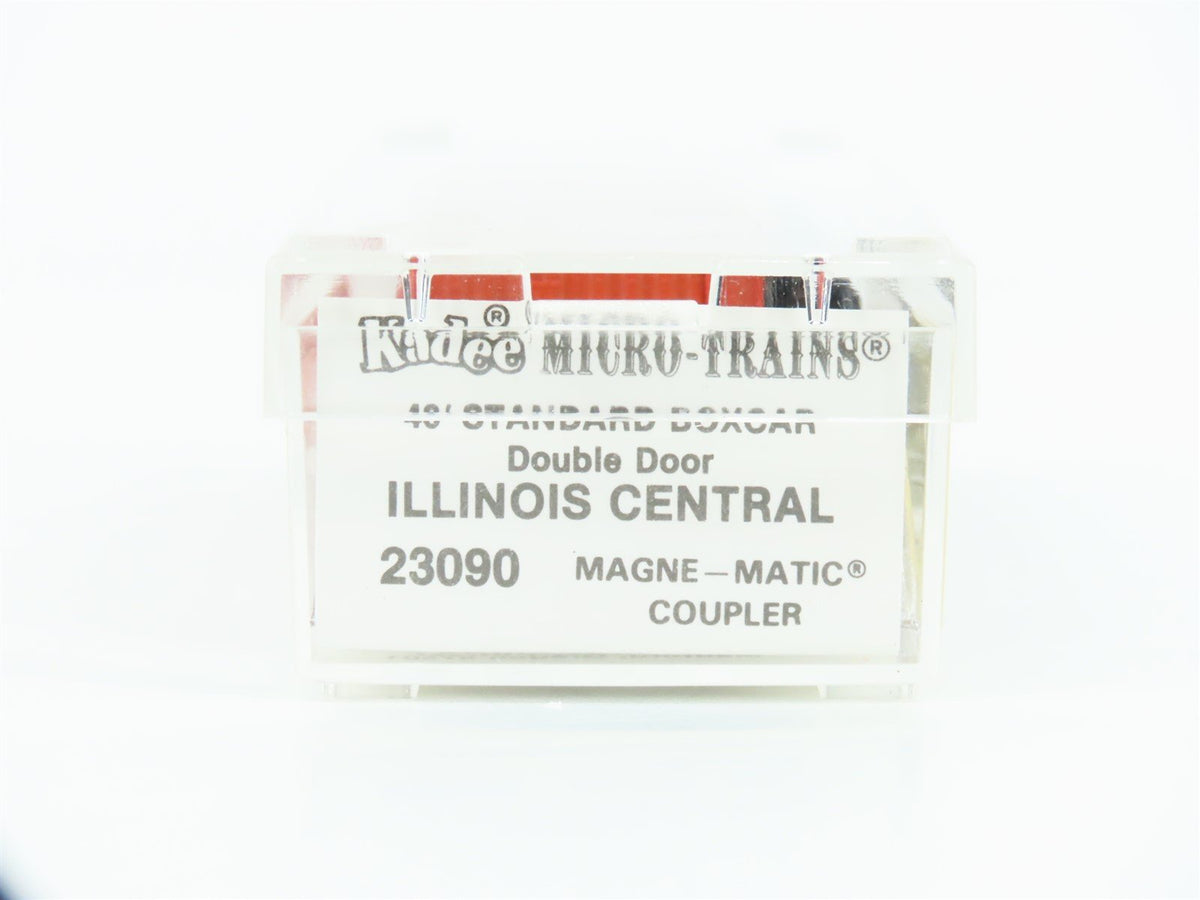 Kadee® MICRO-TRAINS®
40' STANDARD BOXCAR
Double Door
ILLINOIS CENTRAL
23090 MAGNE-MATIC®
COUPLER